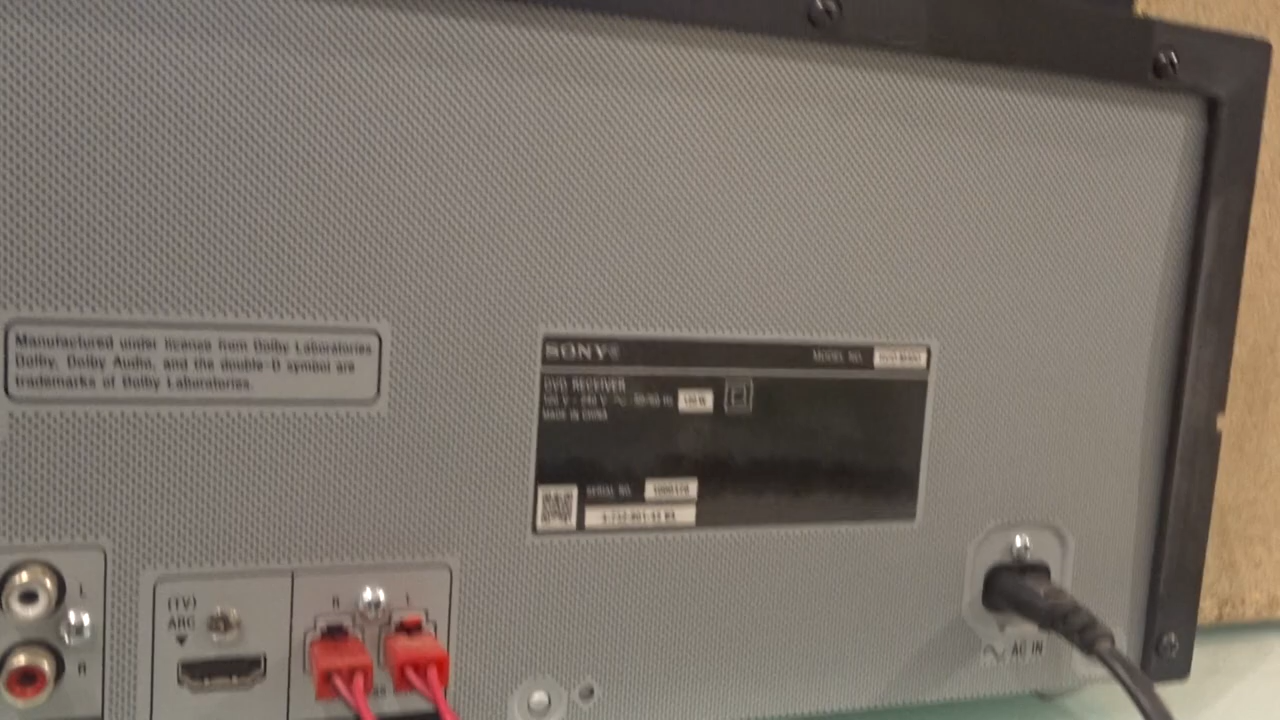 Manufactured under license from Dolby Laboratories.
Dolby, Dolby Audio, and the double-D symbol are
trademarks of Dolby Laboratories.
SONY
MODEL NO.
DVD RECEIVER
MADE IN CHINA
SERIAL NO.
L
R
(TV)
ARC
R
L
AC IN